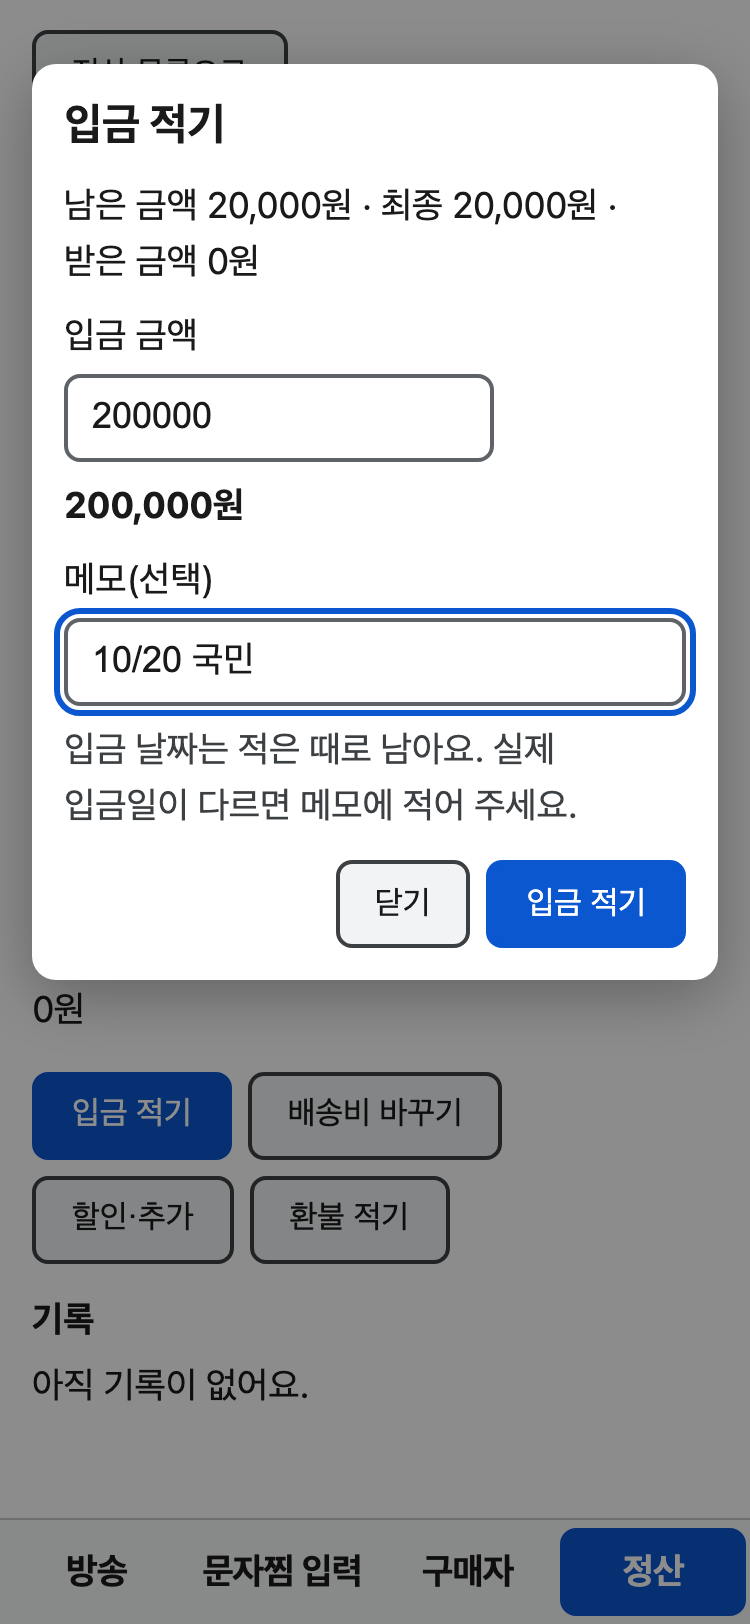 입금 적기
남은 금액 20,000원 · 최종 20,000원 ·
받은 금액 0원
입금 금액
200000
200,000원
메모(선택)
10/20 국민
입금 날짜는 적은 때로 남아요. 실제
입금일이 다르면 메모에 적어 주세요.
닫기 입금 적기
0원
입금 적기 배송비 바꾸기
할인·추가 환불 적기
기록
아직 기록이 없어요.
방송 문자찜 입력 구매자 정산